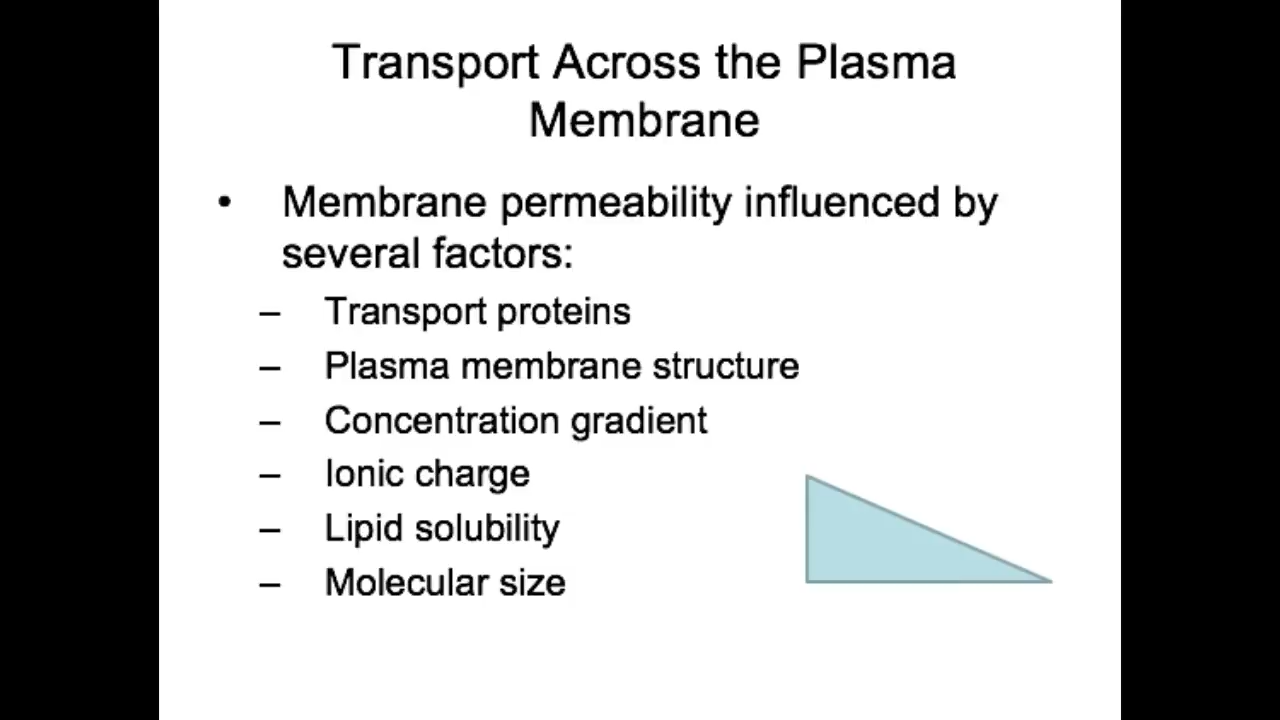 Transport Across the Plasma
Membrane
• Membrane permeability influenced by
several factors:
– Transport proteins
– Plasma membrane structure
– Concentration gradient
– Ionic charge
– Lipid solubility
– Molecular size